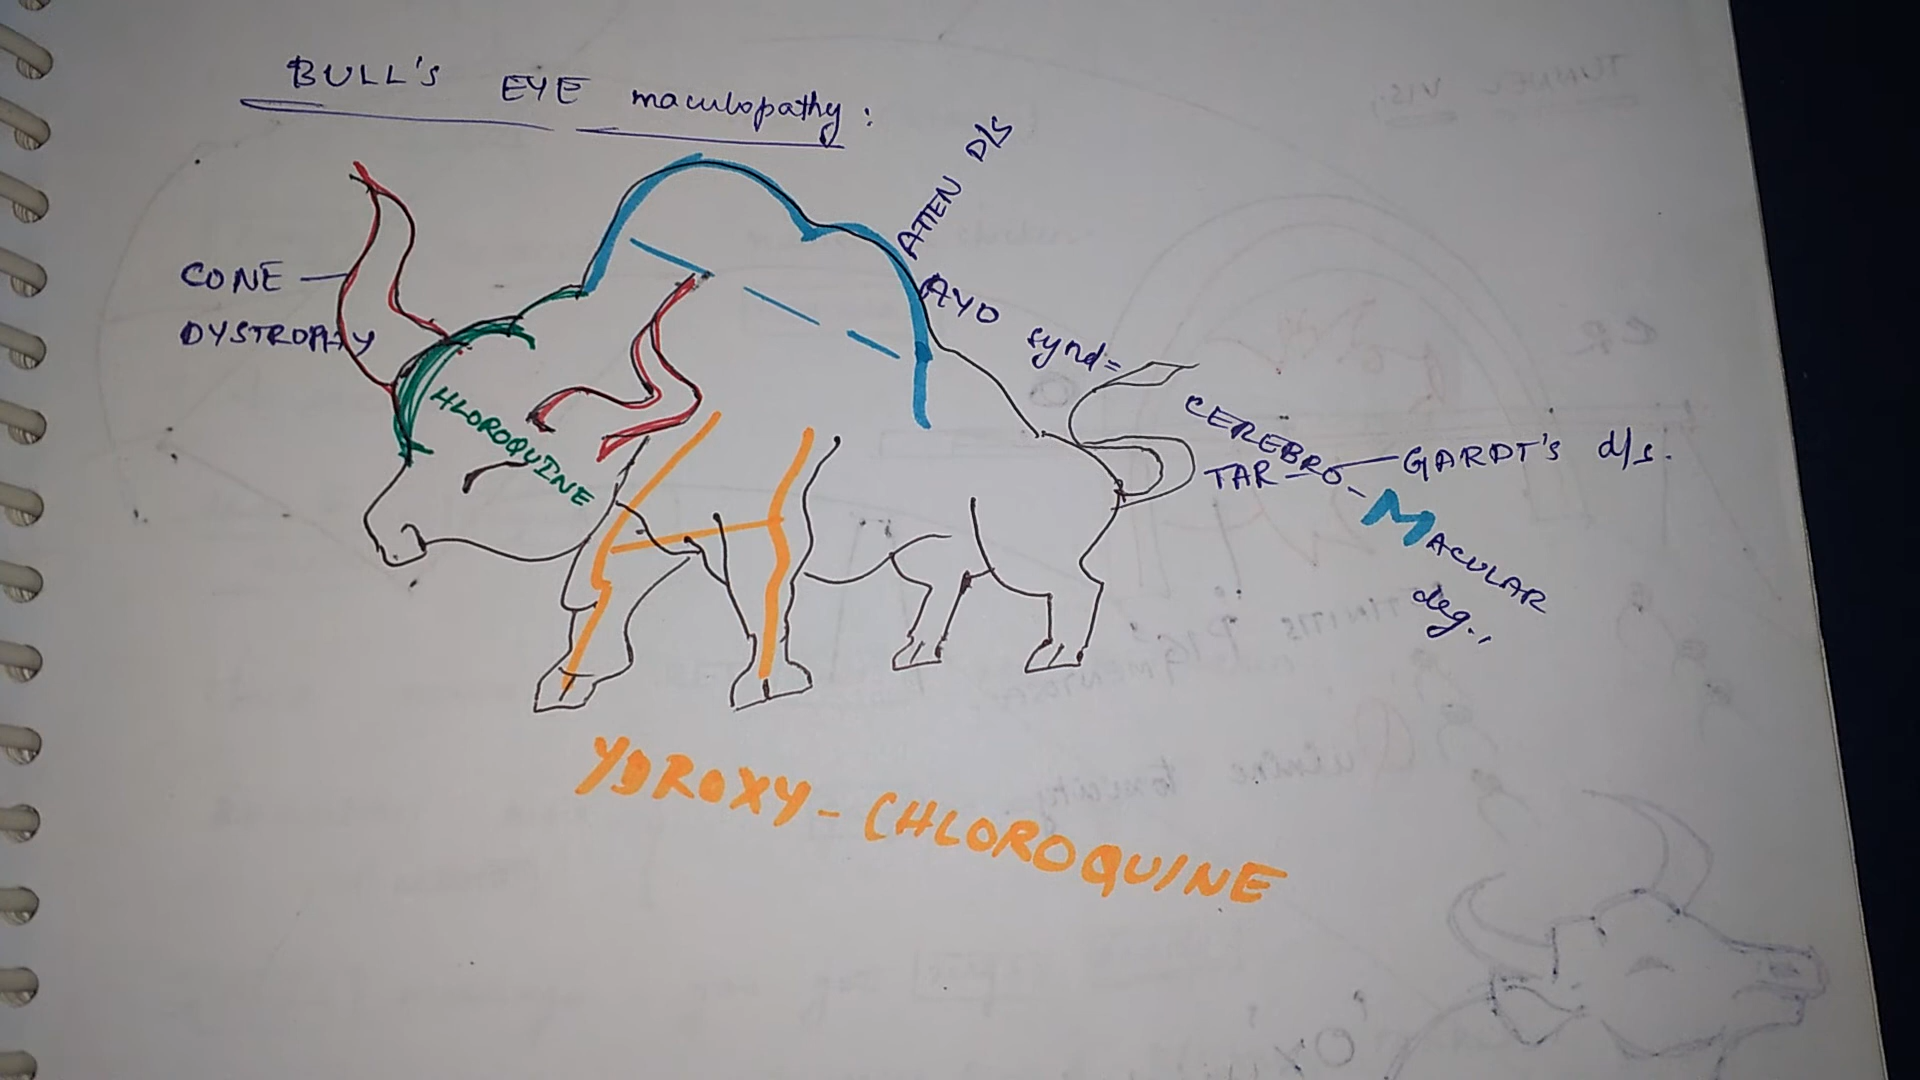 BULL'S EYE maculopathy:
ATTEN D/S
AYO synd=
CONE
DYSTROPHY
HLOROQUINE
CEREBRO
TAR - GARDT'S d/s.
- MACULAR
deg.,
YDROXY - CHLOROQUINE